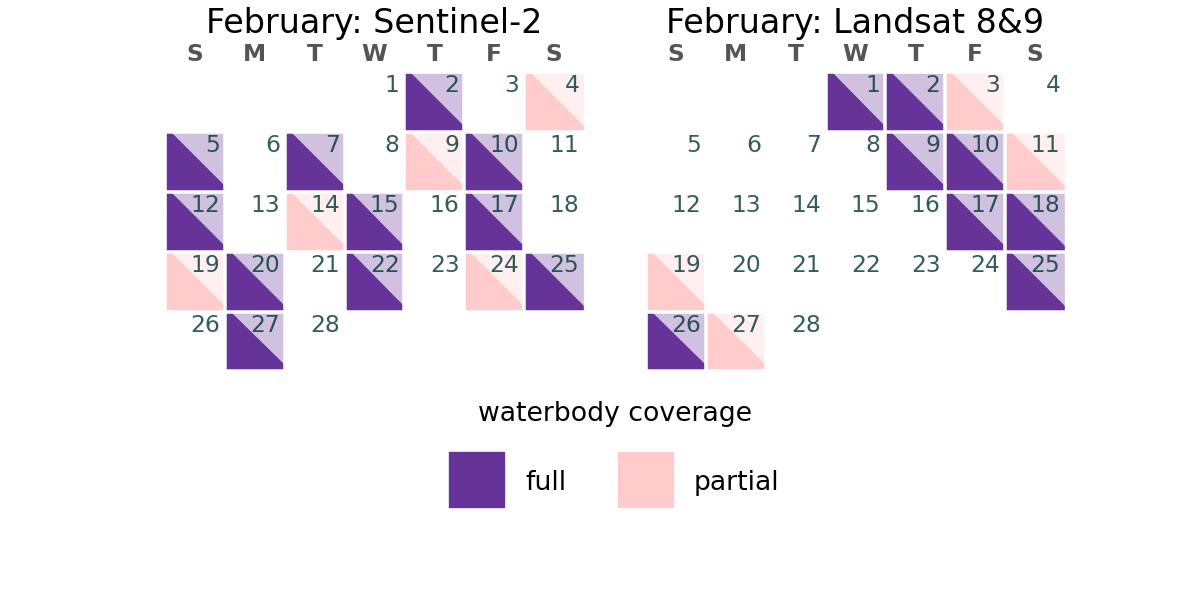 February: Sentinel-2
S M T W T F S
1 2 3 4
5 6 7 8 9 10 11
12 13 14 15 16 17 18
19 20 21 22 23 24 25
26 27 28
February: Landsat 8&9
S M T W T F S
1 2 3 4
5 6 7 8 9 10 11
12 13 14 15 16 17 18
19 20 21 22 23 24 25
26 27 28
waterbody coverage
full partial